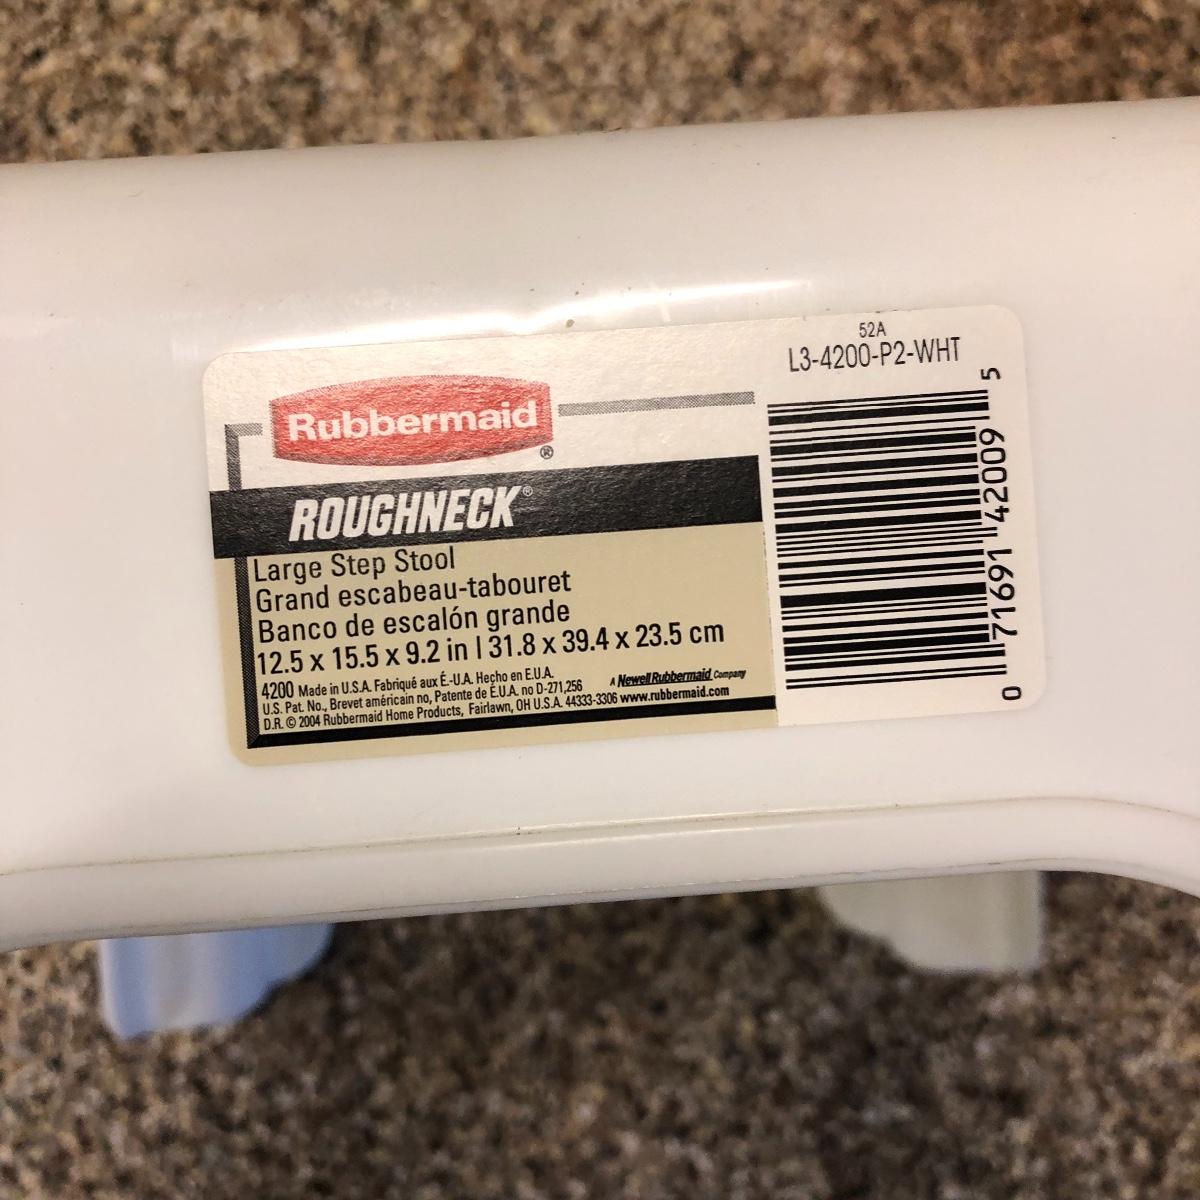 Rubbermaid®
ROUGHNECK®
Large Step Stool
Grand escabeau-tabouret
Banco de escalón grande
12.5 x 15.5 x 9.2 in | 31.8 x 39.4 x 23.5 cm
4200 Made in U.S.A. Fabriqué aux É.-U.A. Hecho en E.U.A.
U.S. Pat. No., Brevet américain no, Patente de E.U.A. no D-271,256
A Newell Rubbermaid Company
D.R. © 2004 Rubbermaid Home Products, Fairlawn, OH U.S.A. 44333-3306 www.rubbermaid.com
52A
L3-4200-P2-WHT
0 71691 42009 5